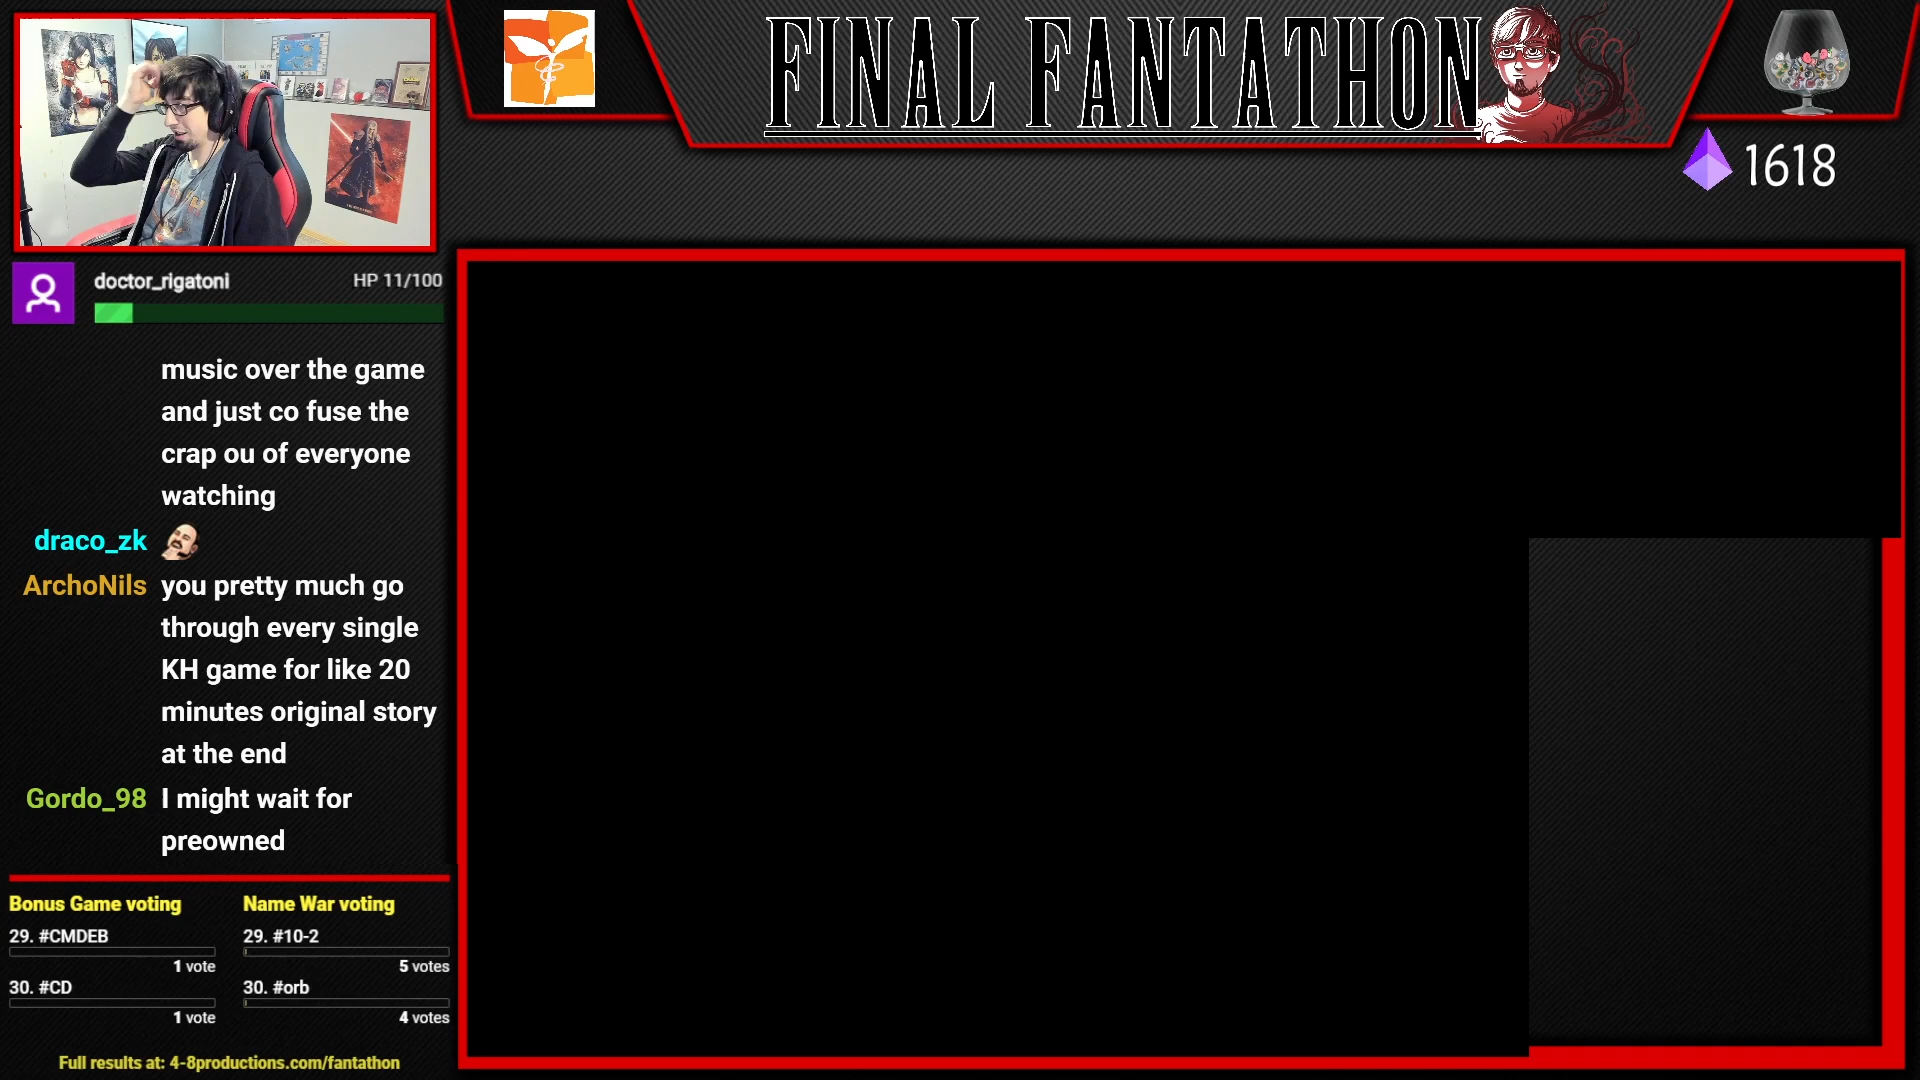 FINAL FANTATHON
1618
doctor_rigatoni HP 11/100
music over the game
and just co fuse the
crap ou of everyone
watching
draco_zk
ArchoNils you pretty much go
through every single
KH game for like 20
minutes original story
at the end
Gordo_98 I might wait for
preowned
Bonus Game voting
29. #CMDEB
1 vote
30. #CD
1 vote
Name War voting
29. #10-2
5 votes
30. #orb
4 votes
Full results at: 4-8productions.com/fantathon